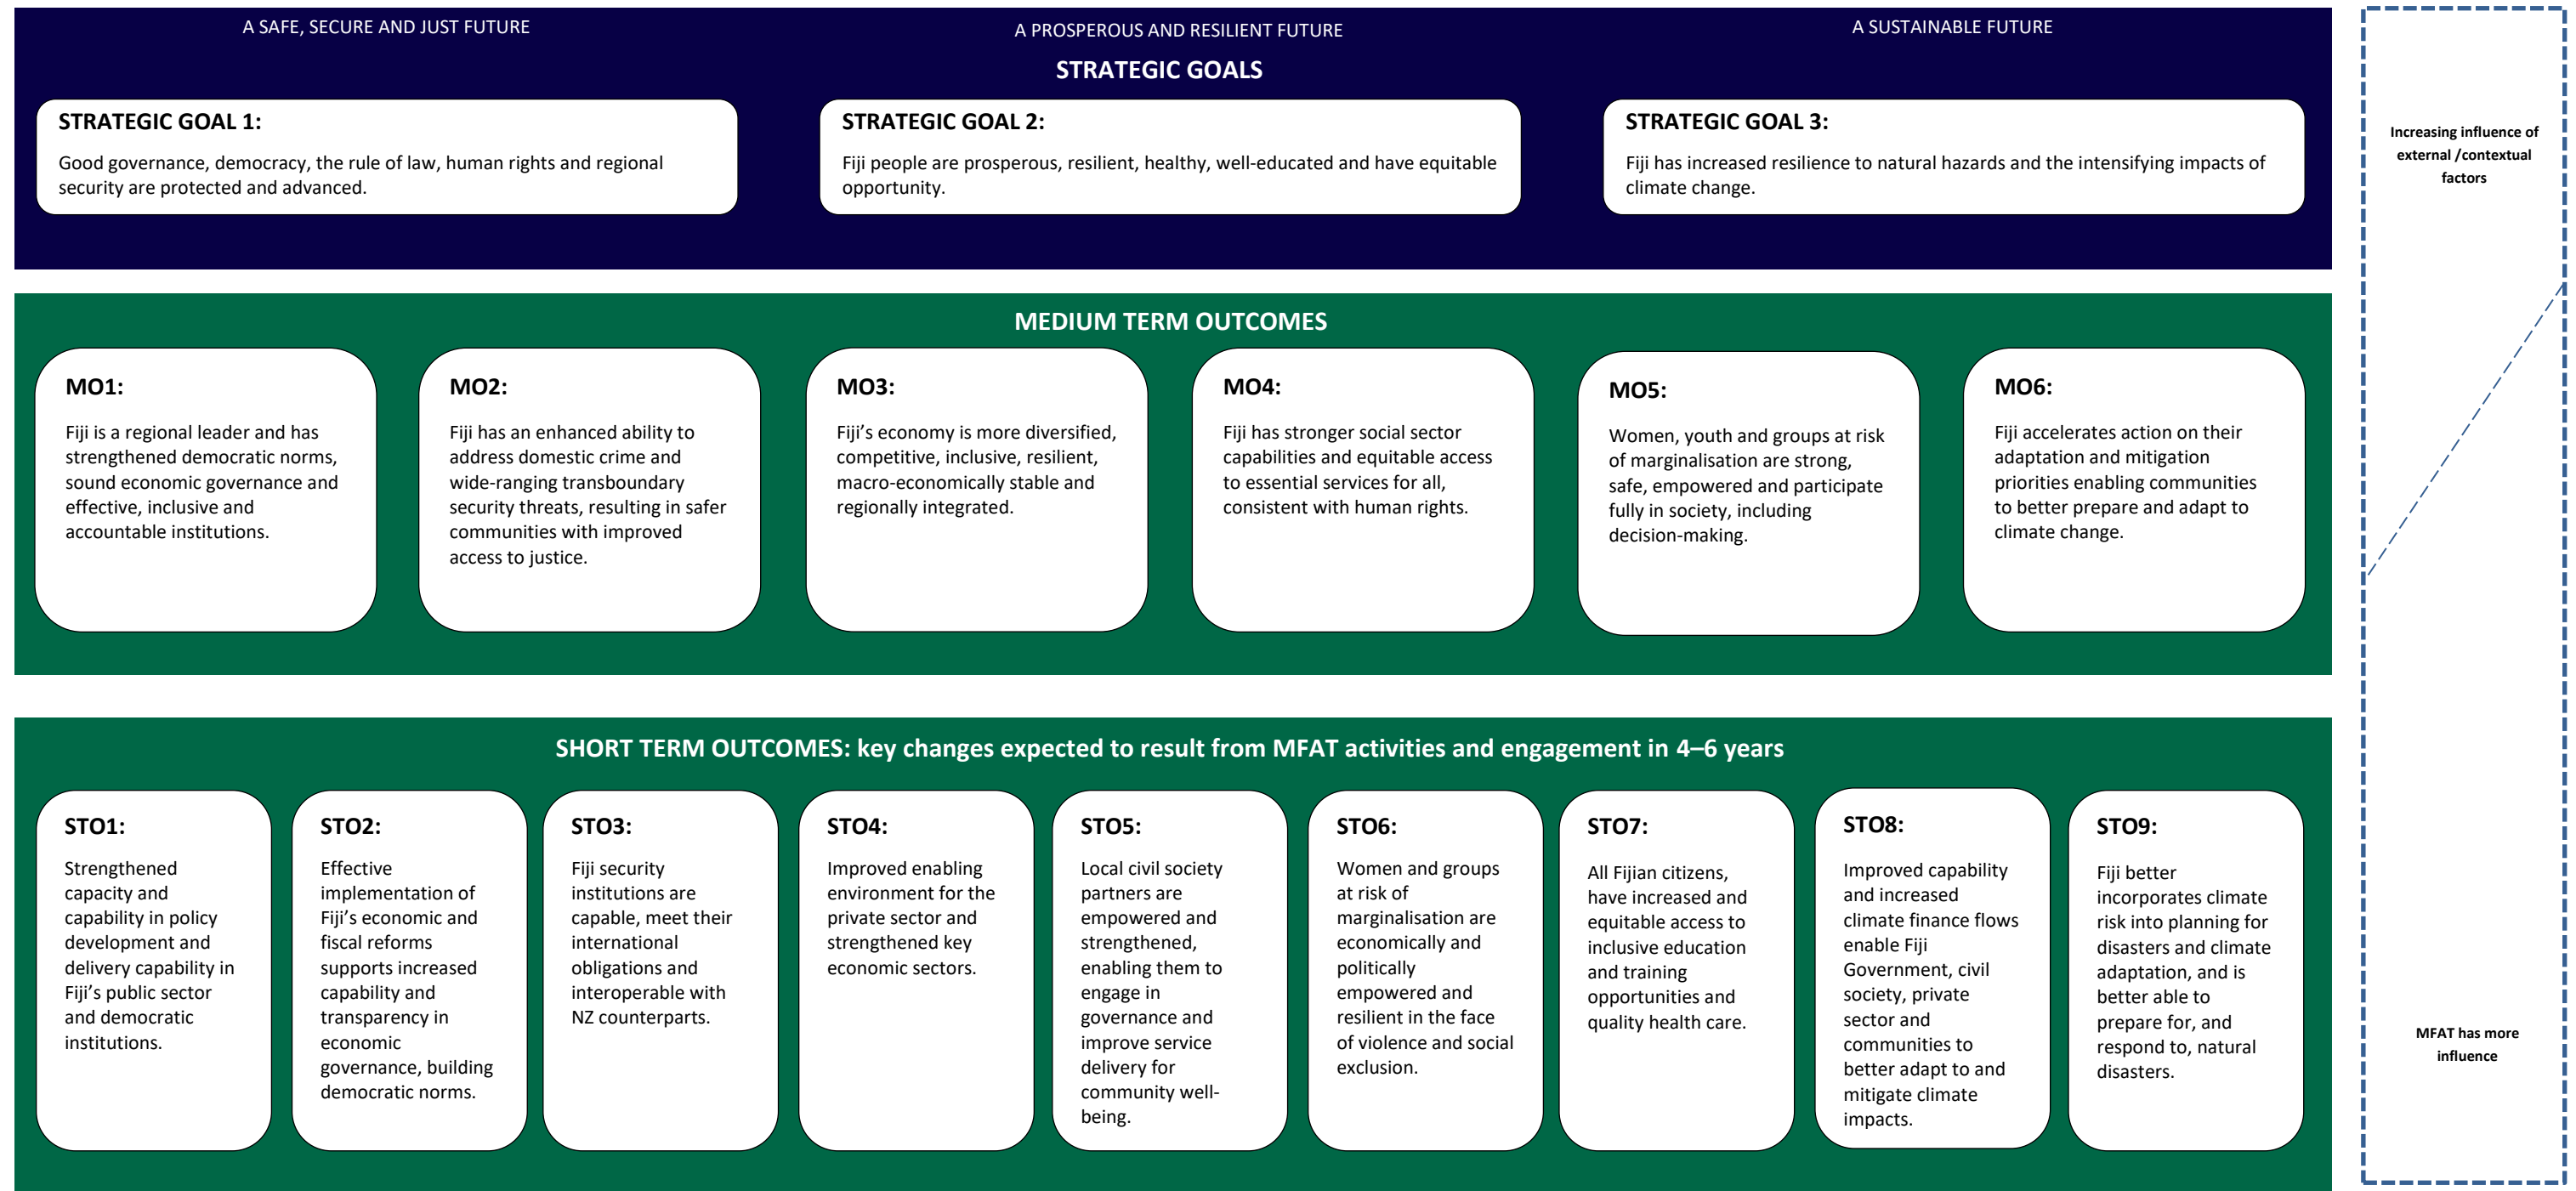 A SAFE, SECURE AND JUST FUTURE
A PROSPEROUS AND RESILIENT FUTURE
A SUSTAINABLE FUTURE
STRATEGIC GOALS
STRATEGIC GOAL 1:
Good governance, democracy, the rule of law, human rights and regional
security are protected and advanced.
STRATEGIC GOAL 2:
Fiji people are prosperous, resilient, healthy, well-educated and have equitable
opportunity.
STRATEGIC GOAL 3:
Fiji has increased resilience to natural hazards and the intensifying impacts of
climate change.
MEDIUM TERM OUTCOMES
MO1:
Fiji is a regional leader and has
strengthened democratic norms,
sound economic governance and
effective, inclusive and
accountable institutions.
MO2:
Fiji has an enhanced ability to
address domestic crime and
wide-ranging transboundary
security threats, resulting in safer
communities with improved
access to justice.
MO3:
Fiji’s economy is more diversified,
competitive, inclusive, resilient,
macro-economically stable and
regionally integrated.
MO4:
Fiji has stronger social sector
capabilities and equitable access
to essential services for all,
consistent with human rights.
MO5:
Women, youth and groups at risk
of marginalisation are strong,
safe, empowered and participate
fully in society, including
decision-making.
MO6:
Fiji accelerates action on their
adaptation and mitigation
priorities enabling communities
to better prepare and adapt to
climate change.
SHORT TERM OUTCOMES: key changes expected to result from MFAT activities and engagement in 4–6 years
STO1:
Strengthened
capacity and
capability in policy
development and
delivery capability in
Fiji’s public sector
and democratic
institutions.
STO2:
Effective
implementation of
Fiji’s economic and
fiscal reforms
supports increased
capability and
transparency in
economic
governance, building
democratic norms.
STO3:
Fiji security
institutions are
capable, meet their
international
obligations and
interoperable with
NZ counterparts.
STO4:
Improved enabling
environment for the
private sector and
strengthened key
economic sectors.
STO5:
Local civil society
partners are
empowered and
strengthened,
enabling them to
engage in
governance and
improve service
delivery for
community well-
being.
STO6:
Women and groups
at risk of
marginalisation are
economically and
politically
empowered and
resilient in the face
of violence and social
exclusion.
STO7:
All Fijian citizens,
have increased and
equitable access to
inclusive education
and training
opportunities and
quality health care.
STO8:
Improved capability
and increased
climate finance flows
enable Fiji
Government, civil
society, private
sector and
communities to
better adapt to and
mitigate climate
impacts.
STO9:
Fiji better
incorporates climate
risk into planning for
disasters and climate
adaptation, and is
better able to
prepare for, and
respond to, natural
disasters.
Increasing influence of
external /contextual
factors
MFAT has more
influence